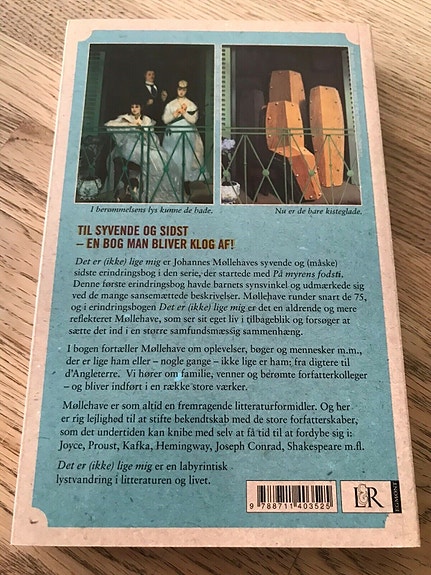 I berømmelsens lys kunne de bade.
Nu er de bare kisteglade.
TIL SYVENDE OG SIDST
– EN BOG MAN BLIVER KLOG AF!
Det er (ikke) lige mig er Johannes Møllehaves syvende og (måske)
sidste erindringsbog i den serie, der startede med På myrens fodsti.
Denne første erindringsbog havde barnets synsvinkel og udmærkede sig
ved de mange sansemættede beskrivelser. Møllehave runder snart de 75,
og i erindringsbogen Det er (ikke) lige mig er det en aldrende og mere
reflekteret Møllehave, som ser sit eget liv i tilbageblik og forsøger at
sætte det ind i en større samfundsmæssig sammenhæng.
I bogen fortæller Møllehave om oplevelser, bøger og mennesker m.m.,
der er lige ham eller – nogle gange – ikke lige er ham; fra digtere til
d'Angleterre. Vi hører om familie, venner og berømte forfatterkolleger
– og bliver indført i en række store værker.
Møllehave er som altid en fremragende litteraturformidler. Og her
er rig lejlighed til at stifte bekendtskab med de store forfatterskaber,
som det undertiden kan knibe med selv at få tid til at fordybe sig i:
Joyce, Proust, Kafka, Hemingway, Joseph Conrad, Shakespeare m.fl.
Det er (ikke) lige mig er en labyrintisk
lystvandring i litteraturen og livet.
9 788711 403525
L&R
EGMONT